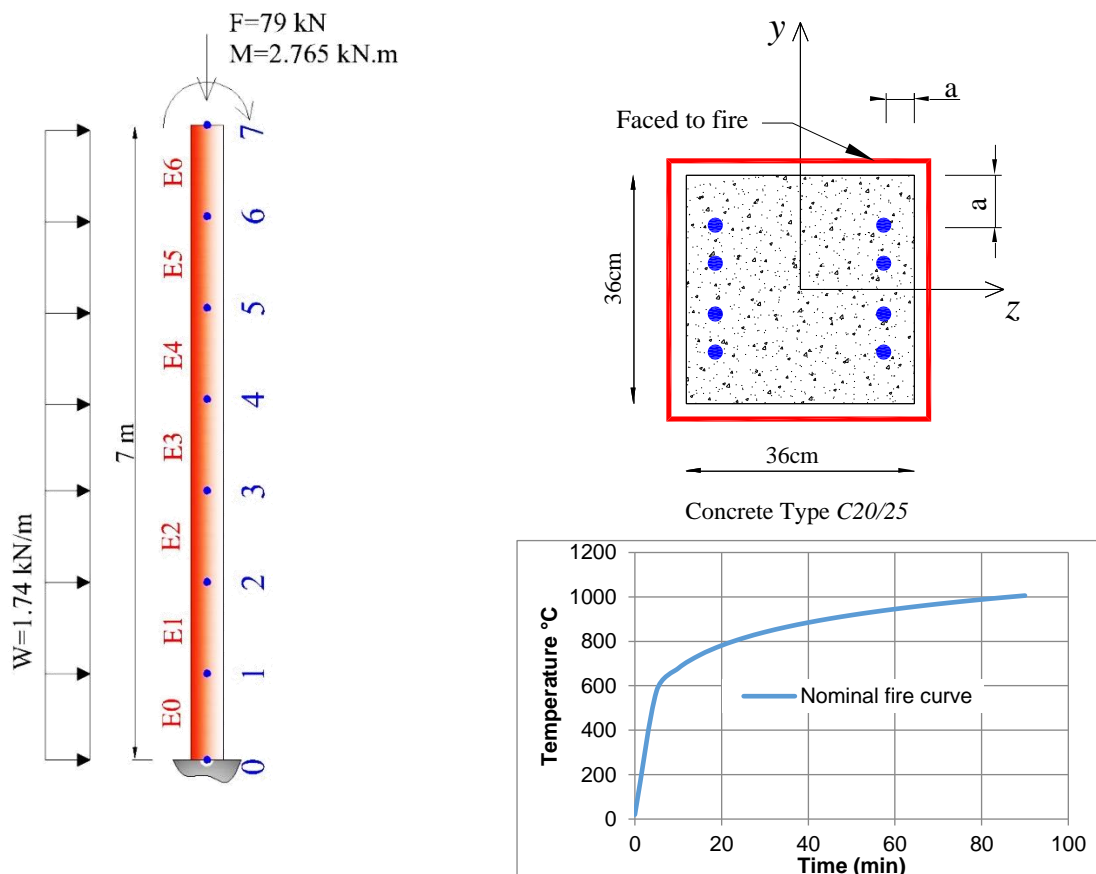 F=79 kN
M=2.765 kN.m
W=1.74 kN/m
7 m
E6
E5
E4
E3
E2
E1
E0
7
6
5
4
3
2
1
0
y
a
Faced to fire
a
36cm
z
36cm
Concrete Type C20/25
1200
1000
800
600
400
200
0
Temperature °C
Nominal fire curve
0 20 40 60 80 100
Time (min)